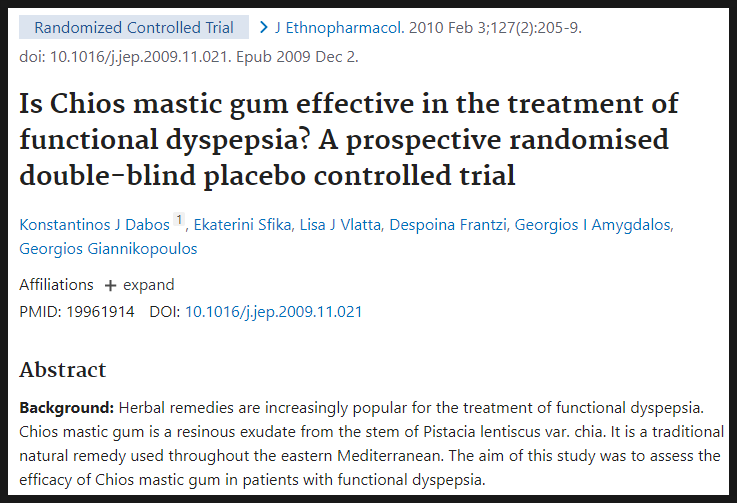 Randomized Controlled Trial > J Ethnopharmacol. 2010 Feb 3;127(2):205-9.
doi: 10.1016/j.jep.2009.11.021. Epub 2009 Dec 2.
Is Chios mastic gum effective in the treatment of
functional dyspepsia? A prospective randomised
double-blind placebo controlled trial
Konstantinos J Dabos 1, Ekaterini Sfika, Lisa J Vlatta, Despoina Frantzi, Georgios I Amygdalos,
Georgios Giannikopoulos
Affiliations + expand
PMID: 19961914 DOI: 10.1016/j.jep.2009.11.021
Abstract
Background: Herbal remedies are increasingly popular for the treatment of functional dyspepsia.
Chios mastic gum is a resinous exudate from the stem of Pistacia lentiscus var. chia. It is a traditional
natural remedy used throughout the eastern Mediterranean. The aim of this study was to assess the
efficacy of Chios mastic gum in patients with functional dyspepsia.